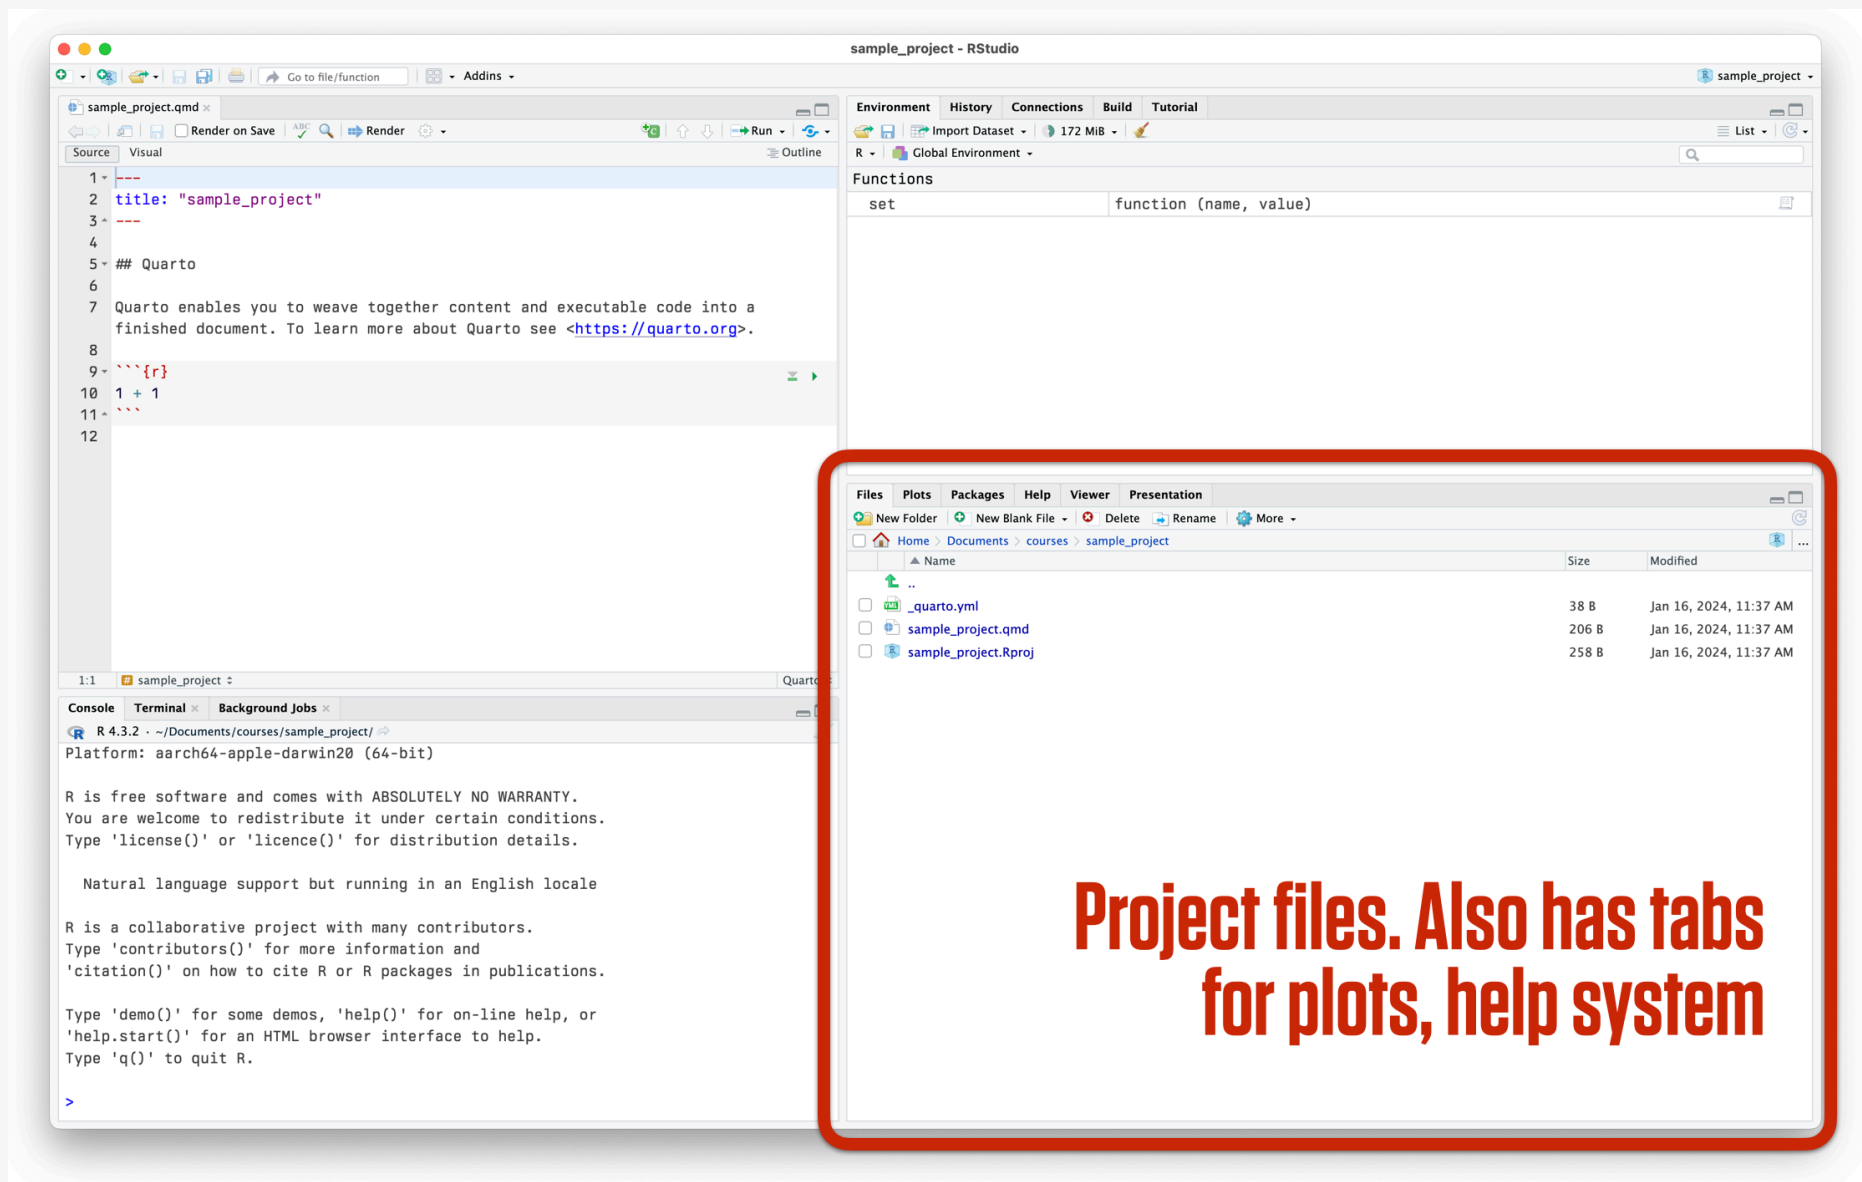 sample_project - RStudio
Go to file/function
Addins
sample_project
sample_project.qmd
Render on Save
ABC
Render
Run
Source Visual
Outline
1 ---
2 title: "sample_project"
3 ---
4
5 ## Quarto
6
7 Quarto enables you to weave together content and executable code into a
finished document. To learn more about Quarto see <https://quarto.org>.
8
9 ```{r}
10 1 + 1
11 ```
12
1:1 # sample_project Quarto
Console Terminal Background Jobs
R 4.3.2 · ~/Documents/courses/sample_project/
Platform: aarch64-apple-darwin20 (64-bit)
R is free software and comes with ABSOLUTELY NO WARRANTY.
You are welcome to redistribute it under certain conditions.
Type 'license()' or 'licence()' for distribution details.
Natural language support but running in an English locale
R is a collaborative project with many contributors.
Type 'contributors()' for more information and
'citation()' on how to cite R or R packages in publications.
Type 'demo()' for some demos, 'help()' for on-line help, or
'help.start()' for an HTML browser interface to help.
Type 'q()' to quit R.
>
Environment History Connections Build Tutorial
Import Dataset 172 MiB List
R Global Environment
Functions
set function (name, value)
Files Plots Packages Help Viewer Presentation
New Folder New Blank File Delete Rename More
Home Documents courses sample_project ...
Name Size Modified
..
_quarto.yml 38 B Jan 16, 2024, 11:37 AM
sample_project.qmd 206 B Jan 16, 2024, 11:37 AM
sample_project.Rproj 258 B Jan 16, 2024, 11:37 AM
Project files. Also has tabs
for plots, help system